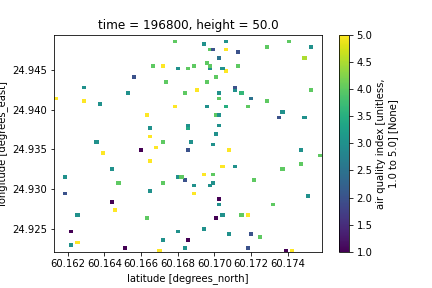 time = 196800, height = 50.0
24.945
24.940
24.935
24.930
24.925
60.162 60.164 60.166 60.168 60.170 60.172 60.174
latitude [degrees_north]
longitude [degrees_east]
5.0
4.5
4.0
3.5
3.0
2.5
2.0
1.5
1.0
air quality index [unitless,
1.0 to 5.0] [None]